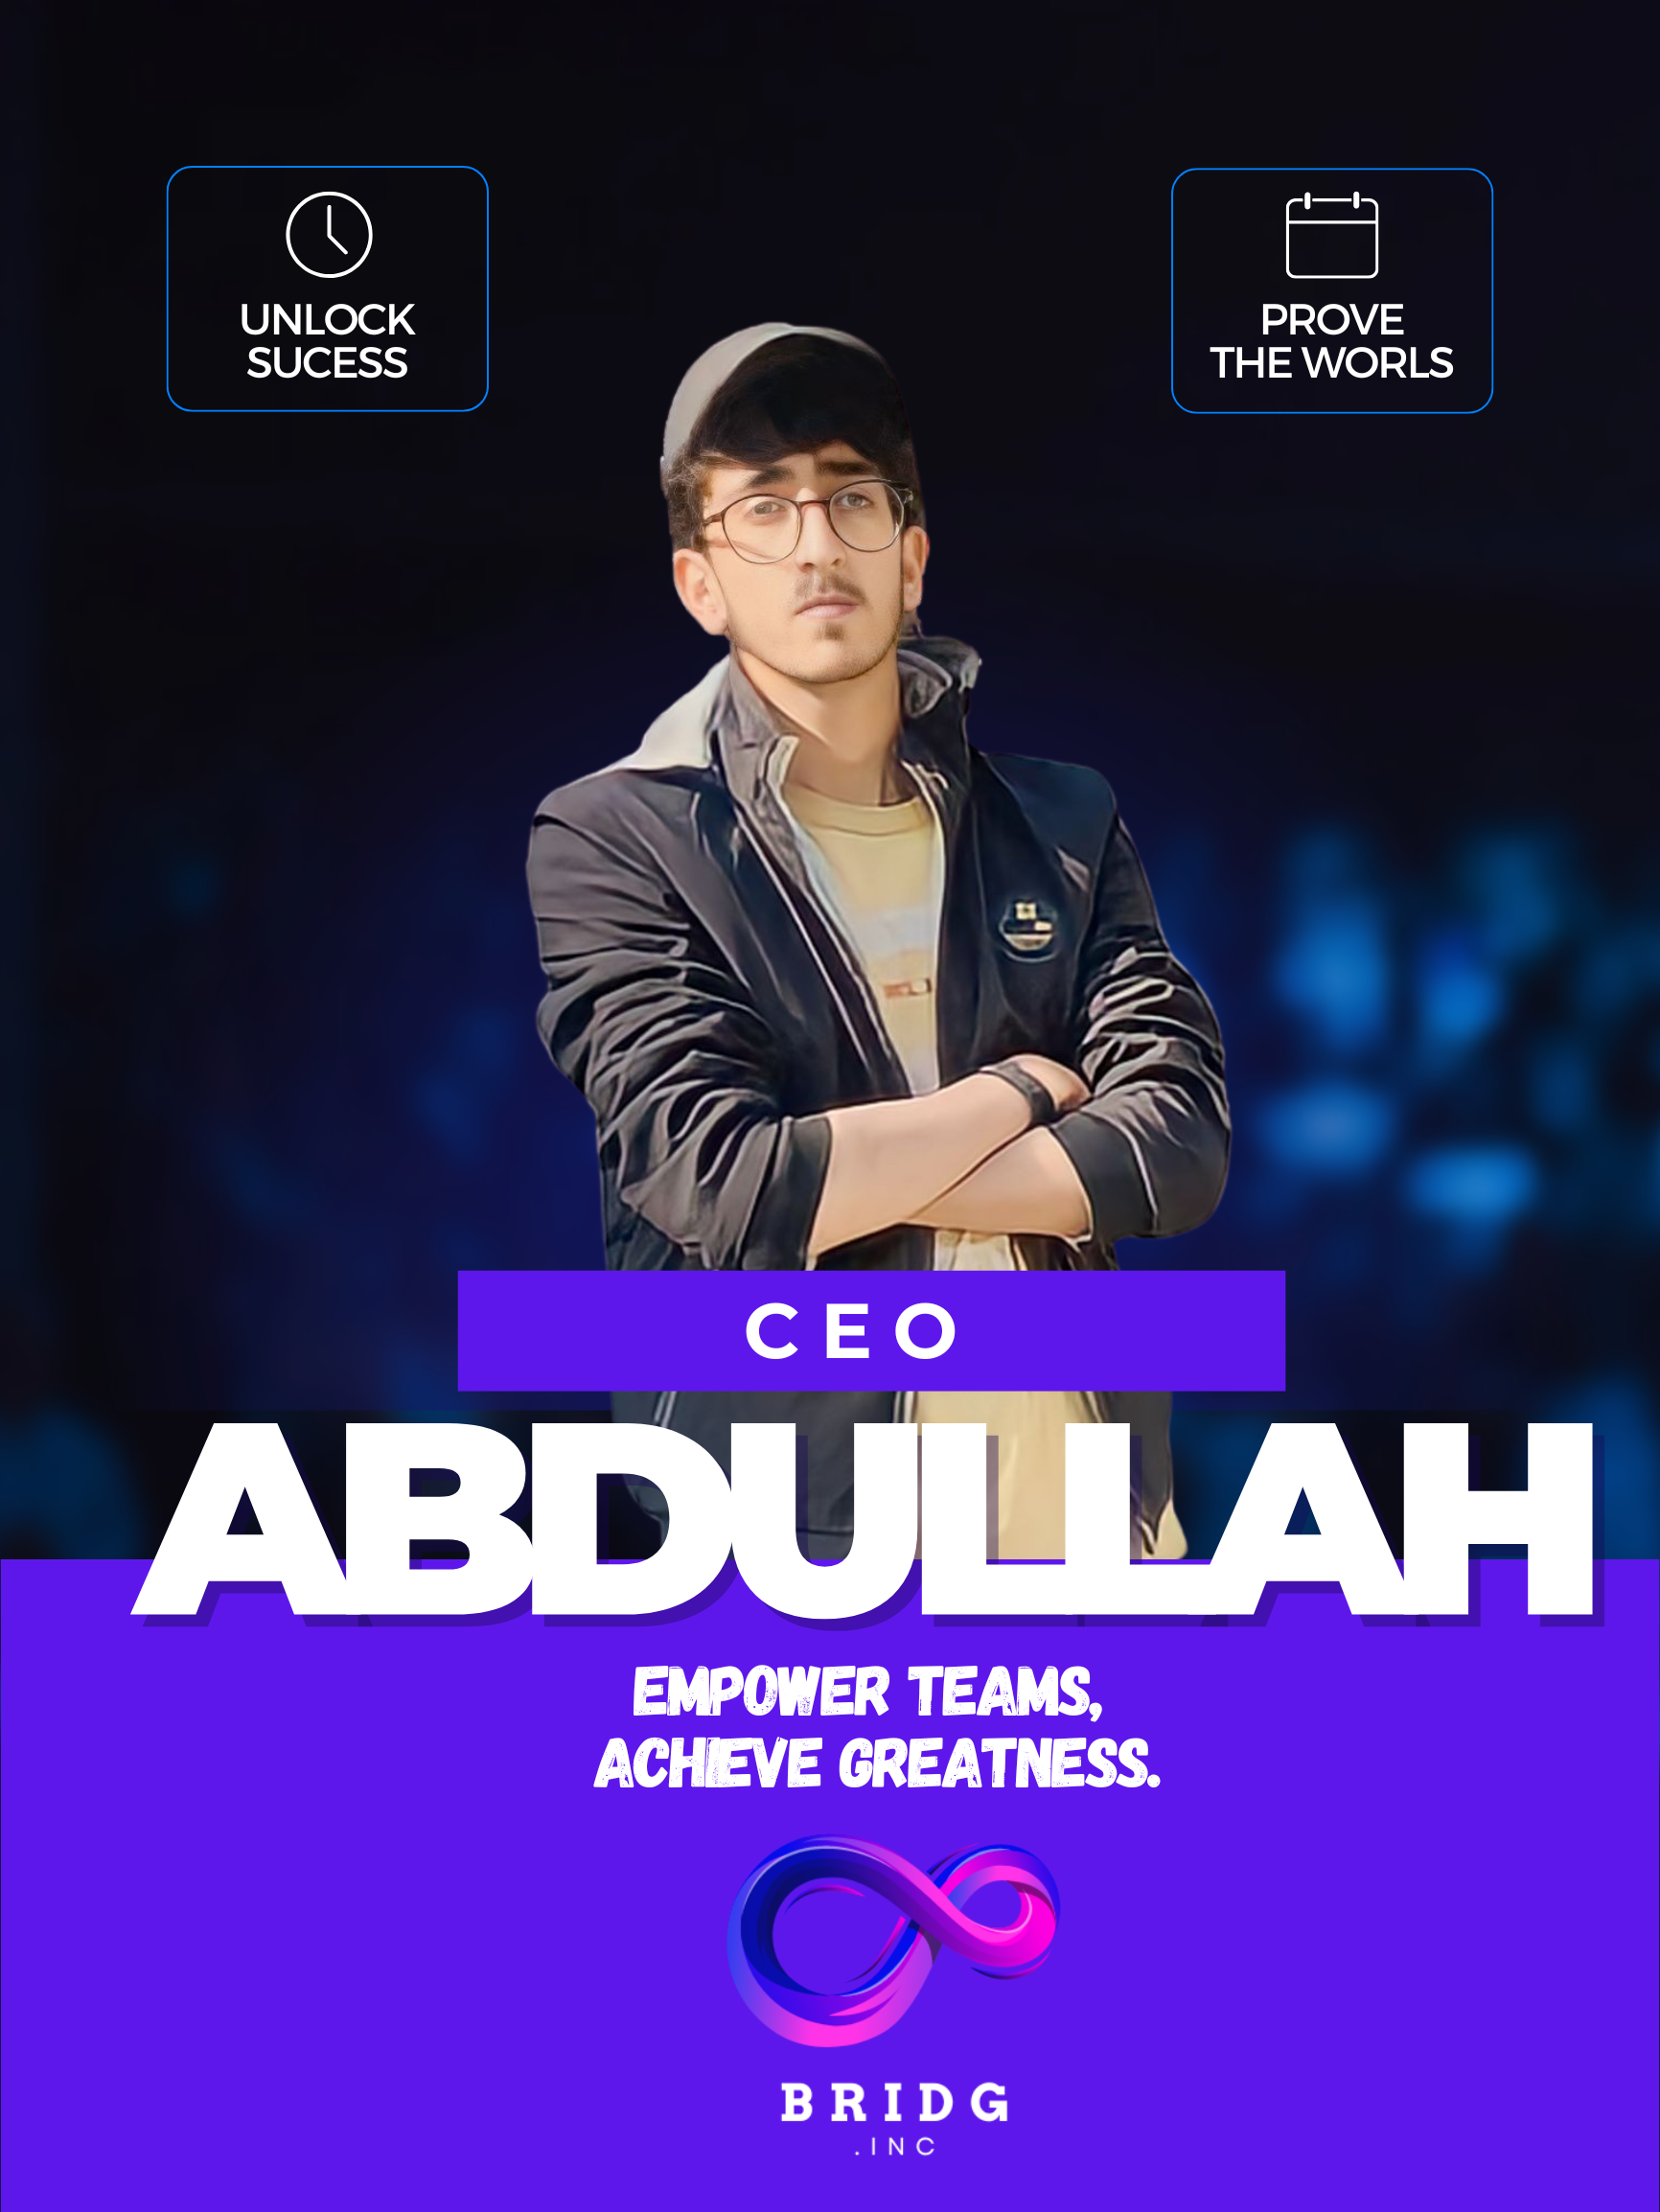 UNLOCK
SUCESS
PROVE
THE WORLS
CEO
ABDULLAH
EMPOWER TEAMS,
ACHIEVE GREATNESS.
BRIDG
.INC